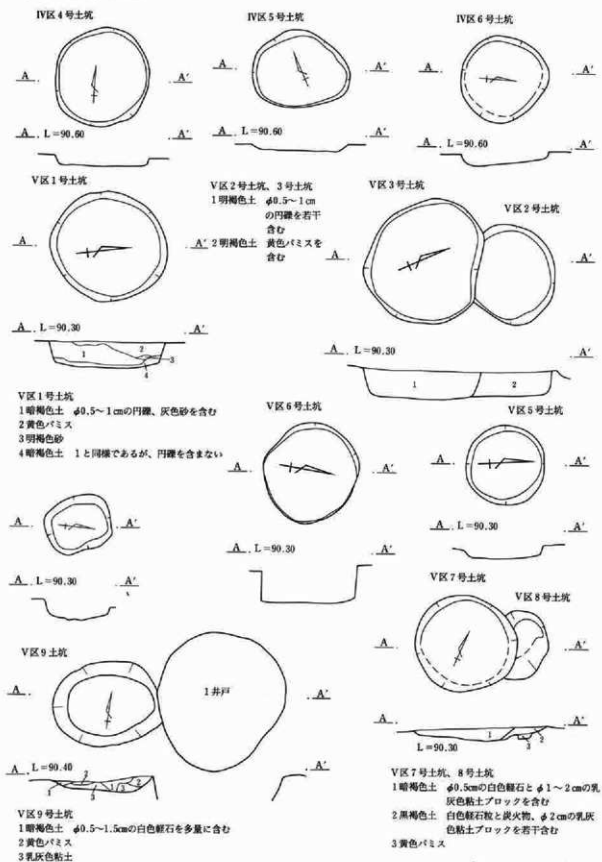 IV区4号土坑
A. .A'
A. L=90.60 A'
IV区5号土坑
A. .A'
A. L=90.60 A'
IV区6号土坑
A. .A'
A. L=90.60 A'
V区1号土坑
A. .A'
A. L=90.30 .A'
1
2
3
4
V区1号土坑
1暗褐色土 φ0.5〜1cmの円礫、灰色砂を含む
2黄色パミス
3明褐色砂
4暗褐色土 1と同様であるが、円礫を含まない
V区2号土坑、3号土坑
1明褐色土 φ0.5〜1cm
の円礫を若干
含む
2明褐色土 黄色パミスを
含む
V区3号土坑
V区2号土坑
A. .A'
A. L=90.30 .A'
1
2
V区6号土坑
A. .A'
A. L=90.30 .A'
V区5号土坑
A. .A'
A. L=90.30 .A'
A. .A'
A. L=90.30 A'
V区9土坑
1井戸
A. .A'
A. L=90.40 .A'
3 2 3 1 3 2
V区9号土坑
1暗褐色土 φ0.5〜1.5cmの白色軽石を多量に含む
2黄色パミス
3乳灰色粘土
V区7号土坑
V区8号土坑
A. .A'
A. .A'
L=90.30
1
3
2
V区7号土坑、8号土坑
1暗褐色土 φ0.5cmの白色軽石とφ1〜2cmの乳
灰色粘土ブロックを含む
2黒褐色土 白色軽石粒と炭火物、φ2cmの乳灰
色粘土ブロックを若干含む
3黄色パミス